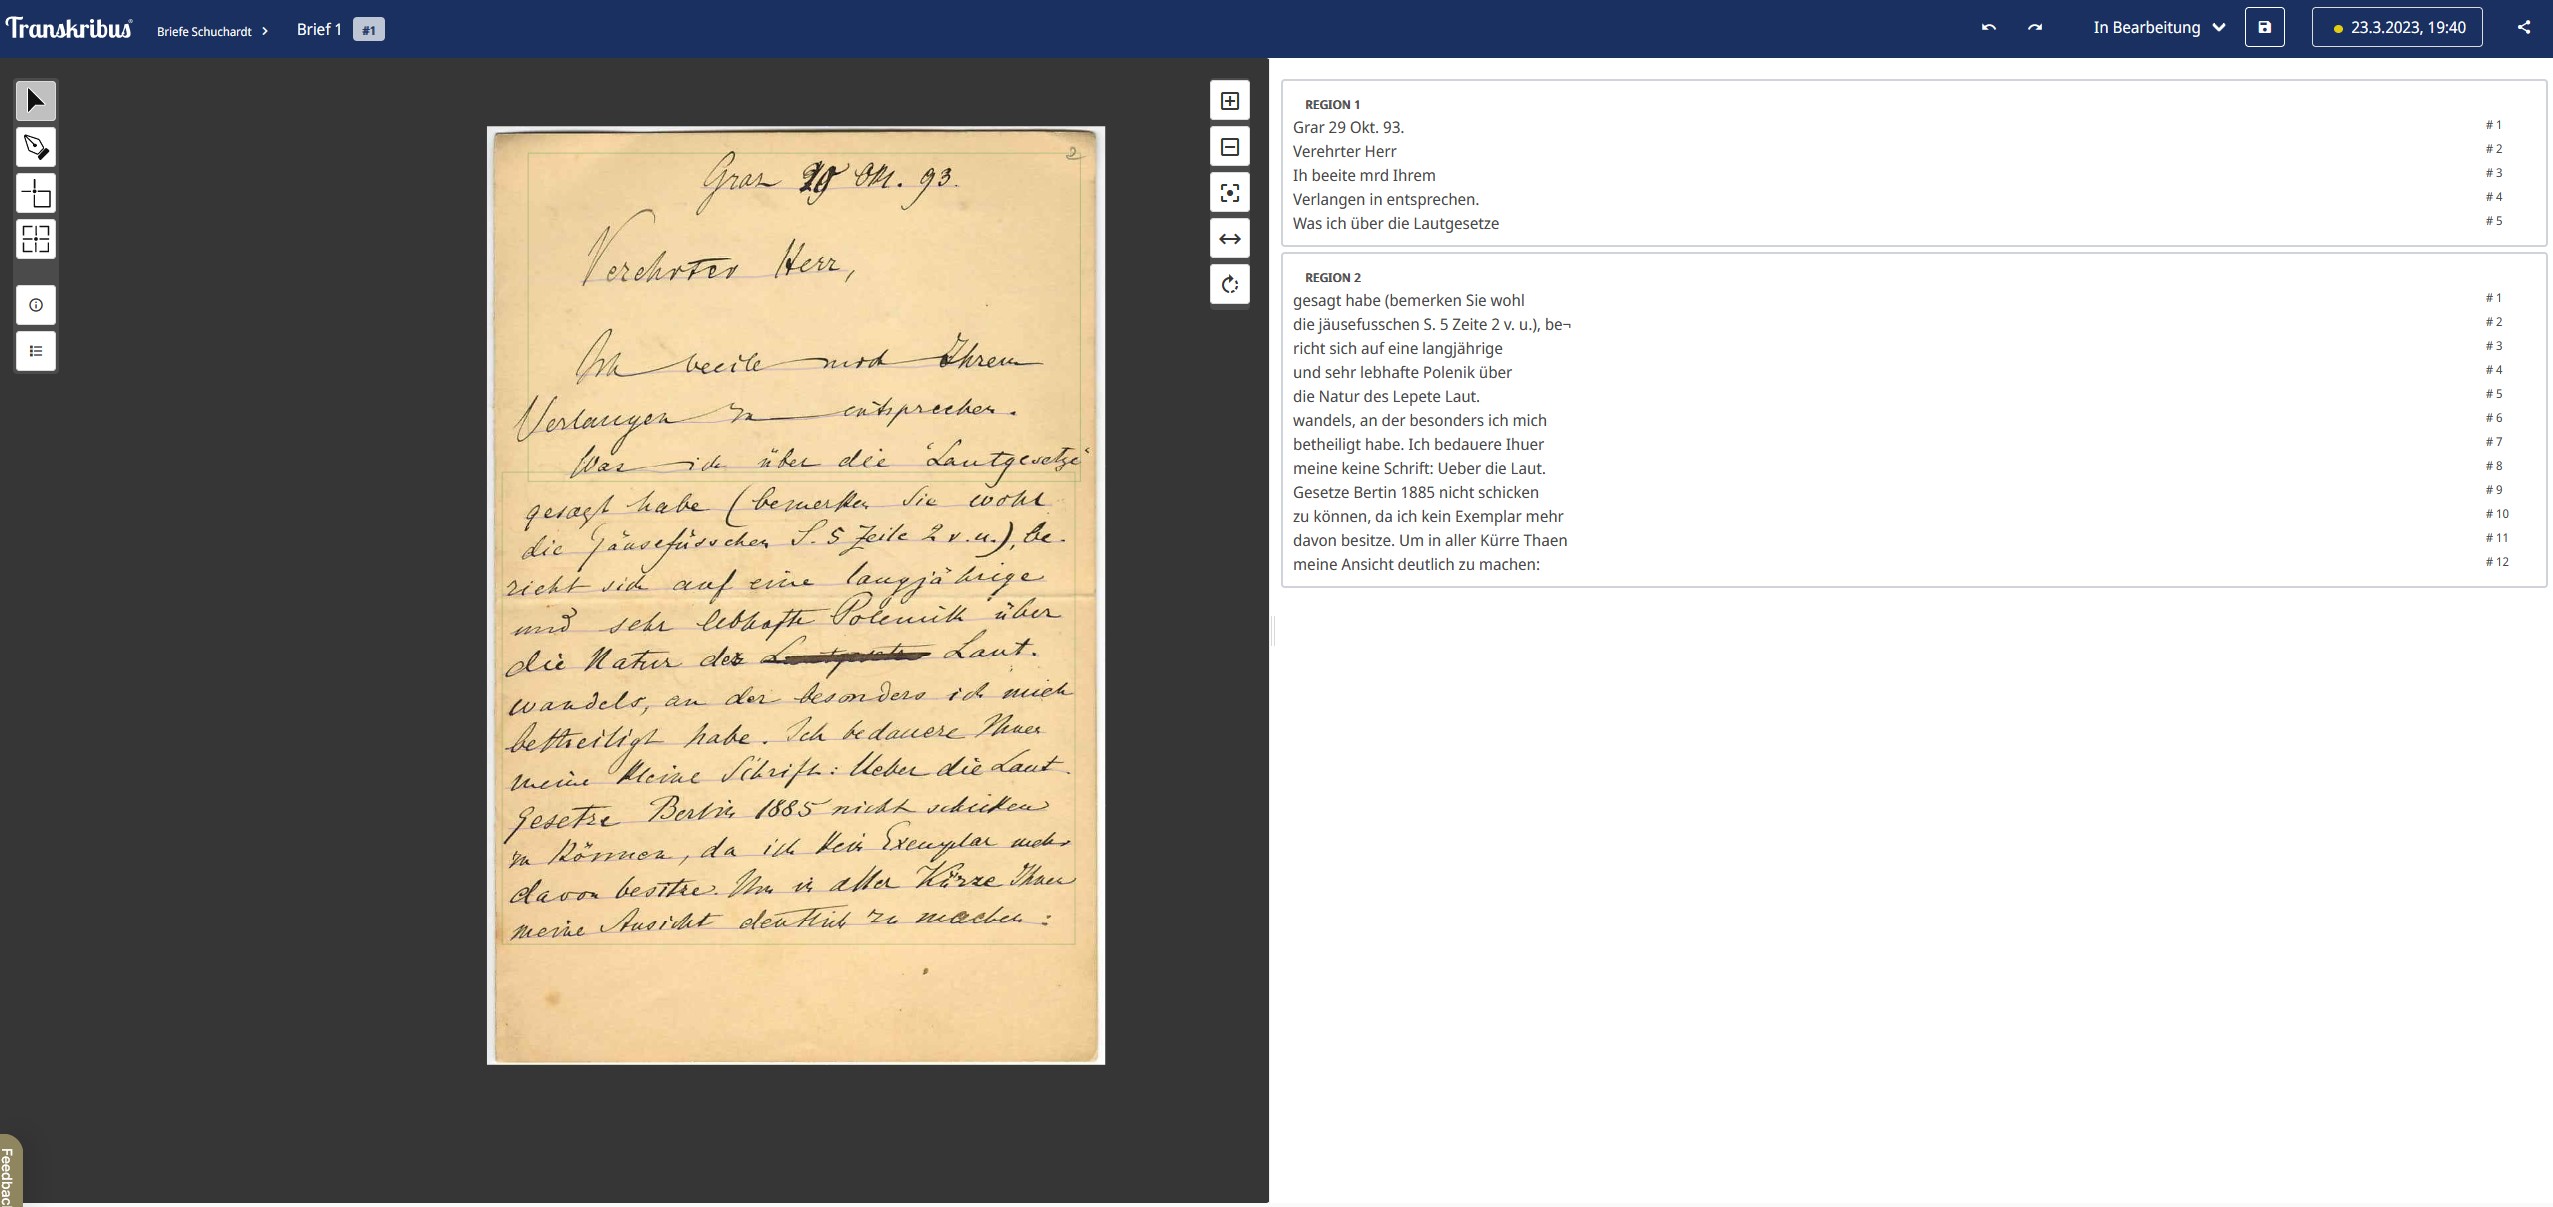 Transkribus
Briefe Schuchardt
Brief 1
#1
In Bearbeitung
23.3.2023, 19:40
2
Graz 29 Okt. 93.
Verehrter Herr,
Ich beeile mich Ihrem
Verlangen zu entsprechen.
Was ich über die 'Lautgesetze'
gesagt habe (bemerken Sie wohl
die Gänsefüsschen S. 5 Zeile 2 v. u.), be-
zieht sich auf eine langjährige
und sehr lebhafte Polemik über
die Natur des Laut-
wandels, an der besonders ich mich
betheiligt habe. Ich bedauere Ihnen
meine kleine Schrift: Ueber die Laut-
gesetze Berlin 1885 nicht schicken
zu können, da ich kein Exemplar mehr
davon besitze. Um in aller Kürze Ihnen
meine Ansicht deutlich zu machen:
REGION 1
Grar 29 Okt. 93. #1
Verehrter Herr #2
Ih beeite mrd Ihrem #3
Verlangen in entsprechen. #4
Was ich über die Lautgesetze #5
REGION 2
gesagt habe (bemerken Sie wohl #1
die jäusefusschen S. 5 Zeite 2 v. u.), be¬ #2
richt sich auf eine langjährige #3
und sehr lebhafte Polenik über #4
die Natur des Lepete Laut. #5
wandels, an der besonders ich mich #6
betheiligt habe. Ich bedauere Ihuer #7
meine keine Schrift: Ueber die Laut. #8
Gesetze Bertin 1885 nicht schicken #9
zu können, da ich kein Exemplar mehr #10
davon besitze. Um in aller Kürre Thaen #11
meine Ansicht deutlich zu machen: #12